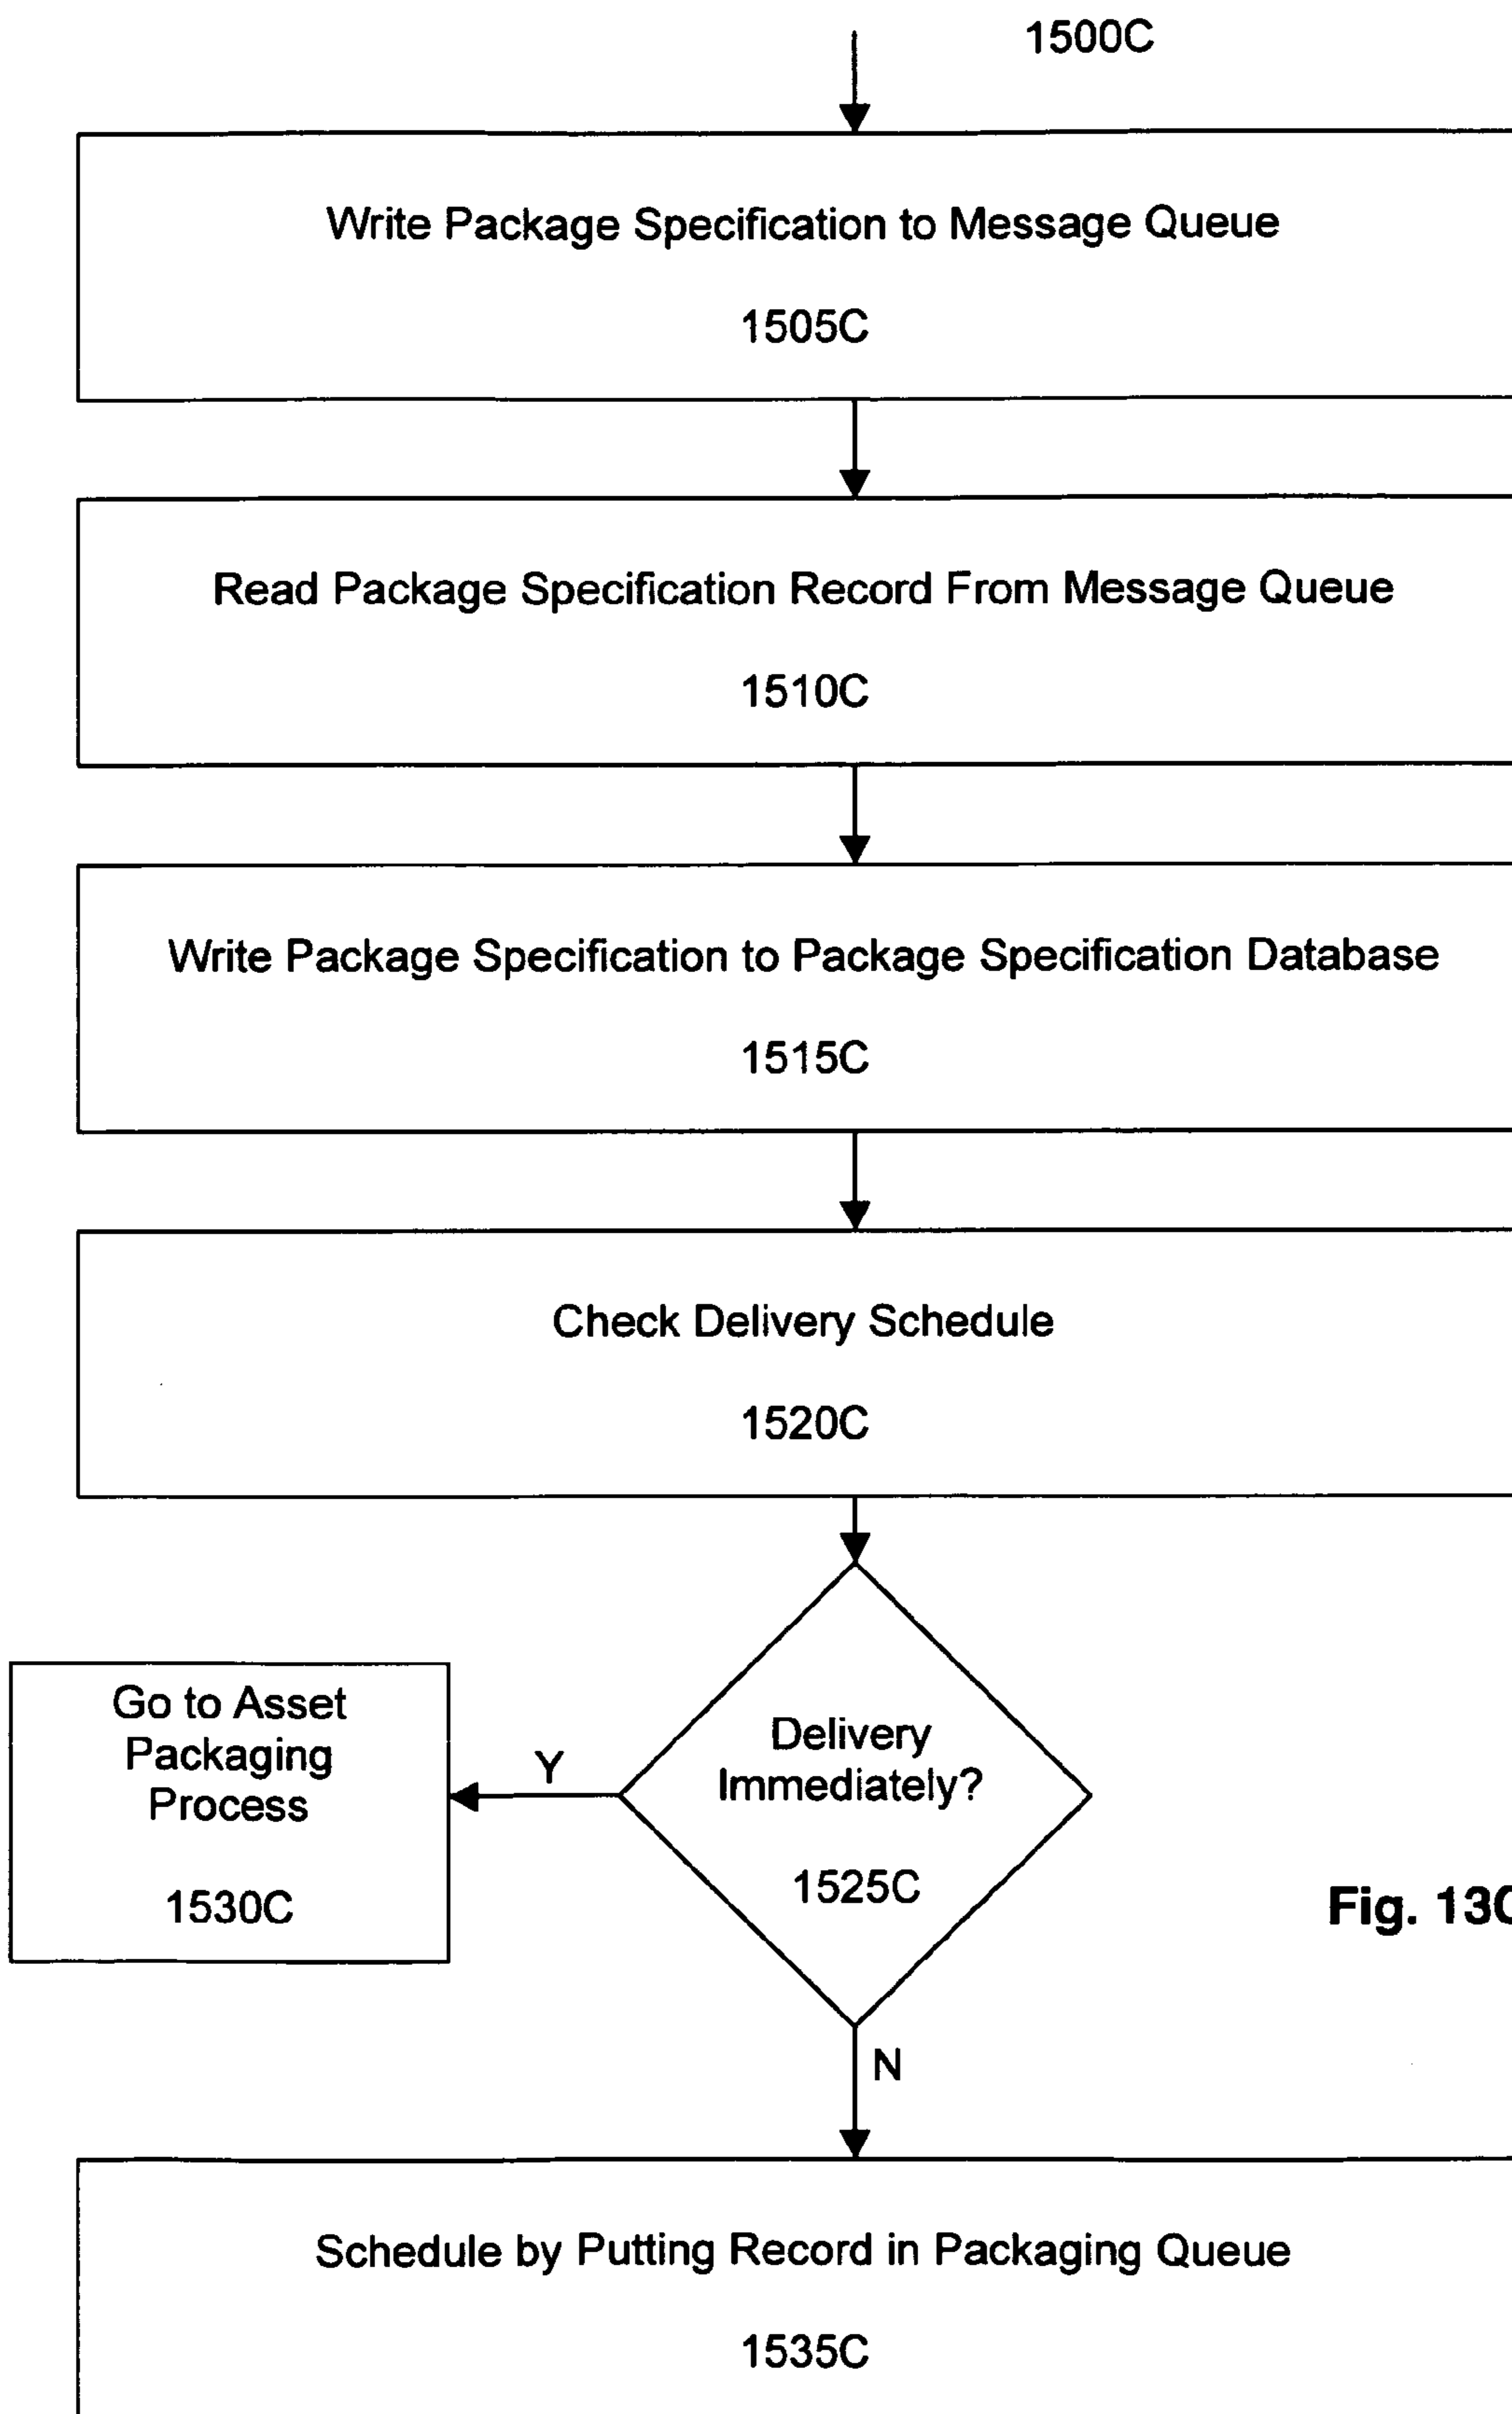 1500C
Write Package Specification to Message Queue
1505C
Read Package Specification Record From Message Queue
1510C
Write Package Specification to Package Specification Database
1515C
Check Delivery Schedule
1520C
Delivery
Immediately?
1525C
Y
Go to Asset
Packaging
Process
1530C
N
Schedule by Putting Record in Packaging Queue
1535C
Fig.